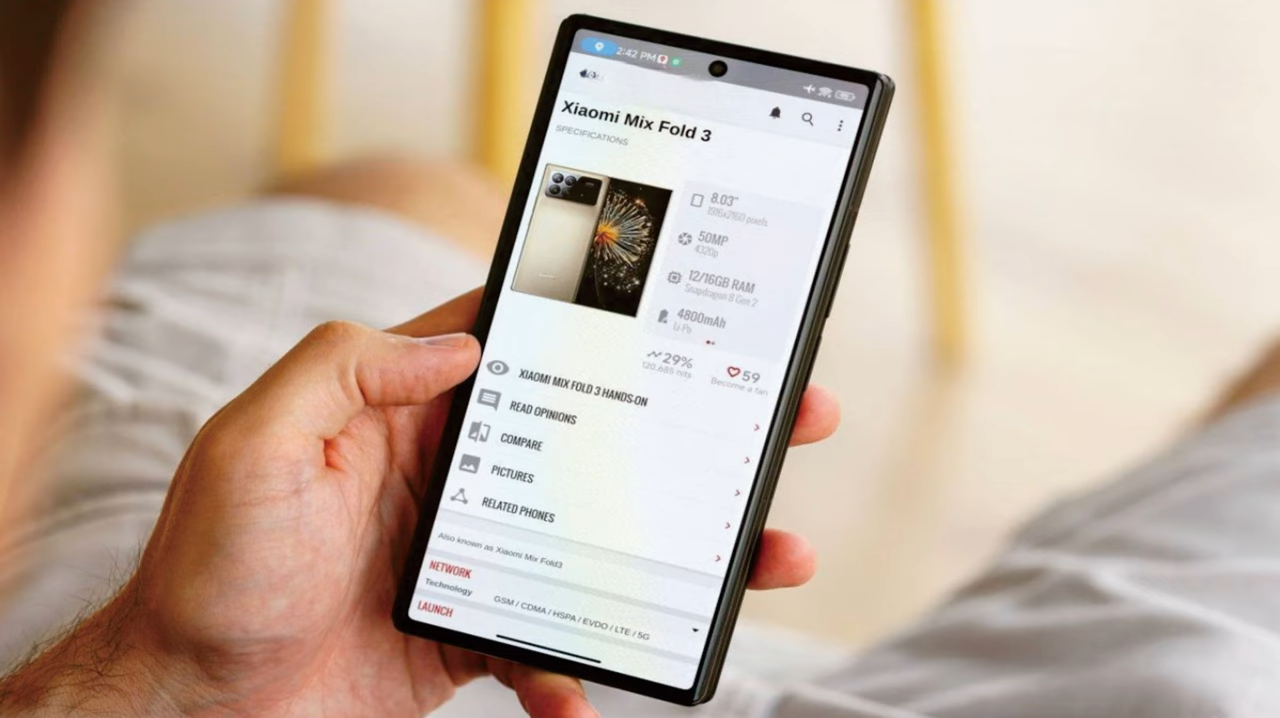 2:42 PM
Xiaomi Mix Fold 3
SPECIFICATIONS
8.03"
1916x2160 pixels
50MP
4320p
12/16GB RAM
Snapdragon 8 Gen 2
4800mAh
Li Po
29%
120,685 hits
59
Become a fan
XIAOMI MIX FOLD 3 HANDS-ON
READ OPINIONS
COMPARE
PICTURES
RELATED PHONES
Also known as Xiaomi Mix Fold3
NETWORK
Technology
GSM / CDMA / HSPA / EVDO / LTE / 5G
LAUNCH